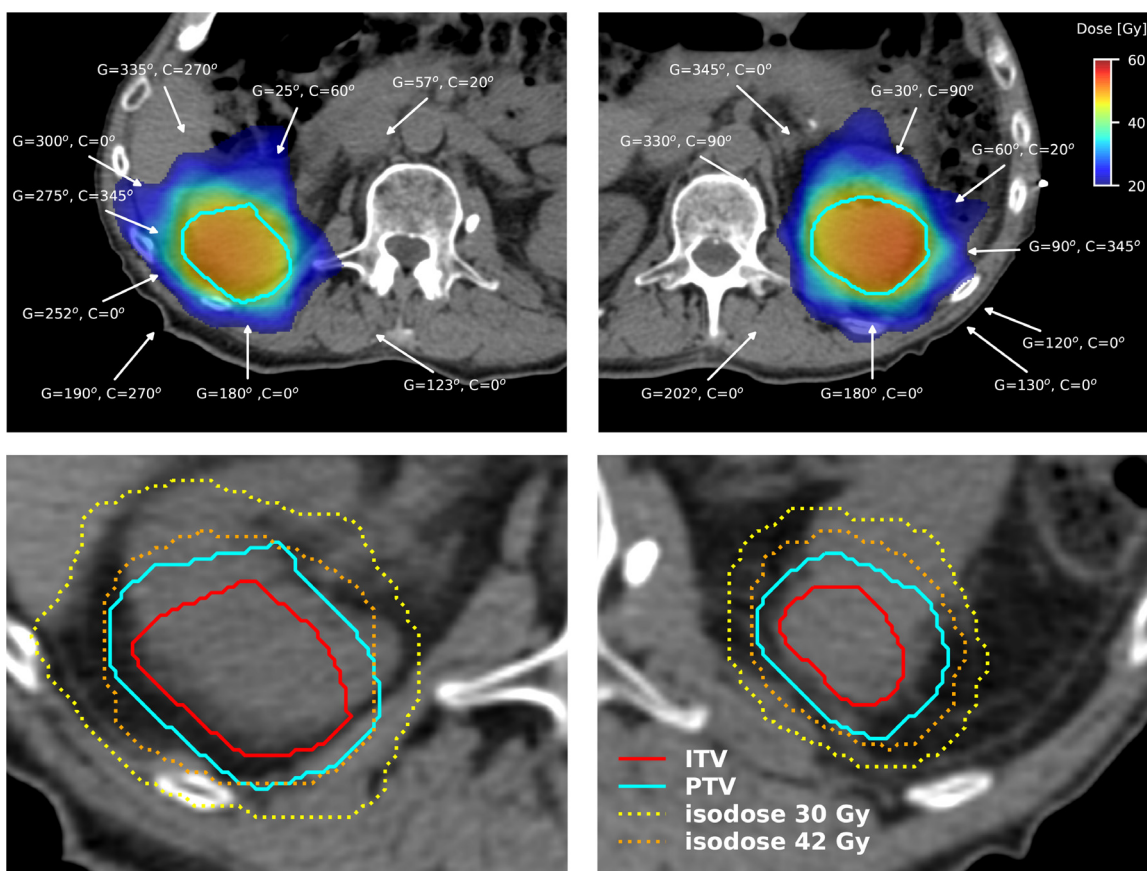 Dose [Gy]
60
40
20
G=335°, C=270°
G=25°, C=60°
G=57°, C=20°
G=300°, C=0°
G=275°, C=345°
G=252°, C=0°
G=190°, C=270°
G=180° ,C=0°
G=123°, C=0°
G=345°, C=0°
G=30°, C=90°
G=330°, C=90°
G=60°, C=20°
G=90°, C=345°
G=120°, C=0°
G=130°, C=0°
G=202°, C=0°
G=180° ,C=0°
ITV
PTV
isodose 30 Gy
isodose 42 Gy